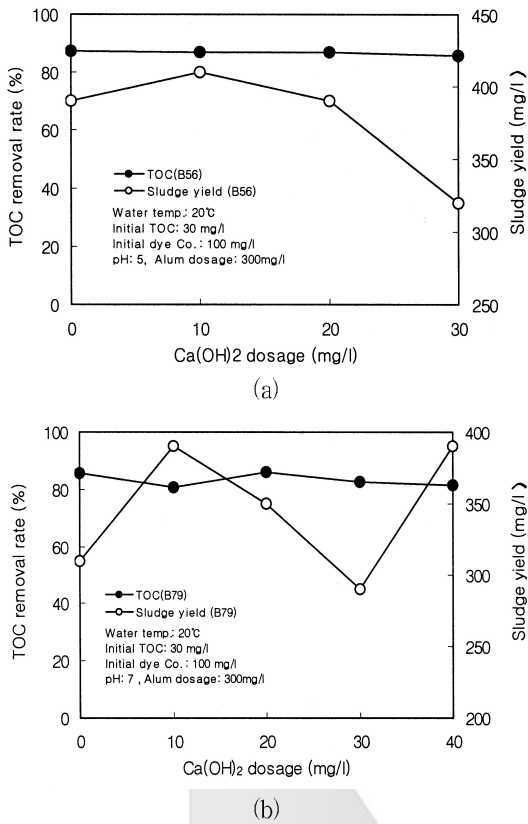 100
80
60
40
20
0
TOC removal rate (%)
450
400
350
300
250
Sludge yield (mg/l)
TOC(B56)
Sludge yield (B56)
Water temp.: 20℃
Initial TOC: 30 mg/l
Initial dye Co.: 100 mg/l
pH: 5, Alum dosage: 300mg/l
0 10 20 30
Ca(OH)2 dosage (mg/l)
(a)
100
80
60
40
20
0
TOC removal rate (%)
400
350
300
250
200
Sludge yield (mg/l)
TOC(B79)
Sludge yield (B79)
Water temp.: 20℃
Initial TOC: 30 mg/l
Initial dye Co.: 100 mg/l
pH: 7 , Alum dosage: 300mg/l
0 10 20 30 40
Ca(OH)₂ dosage (mg/l)
(b)